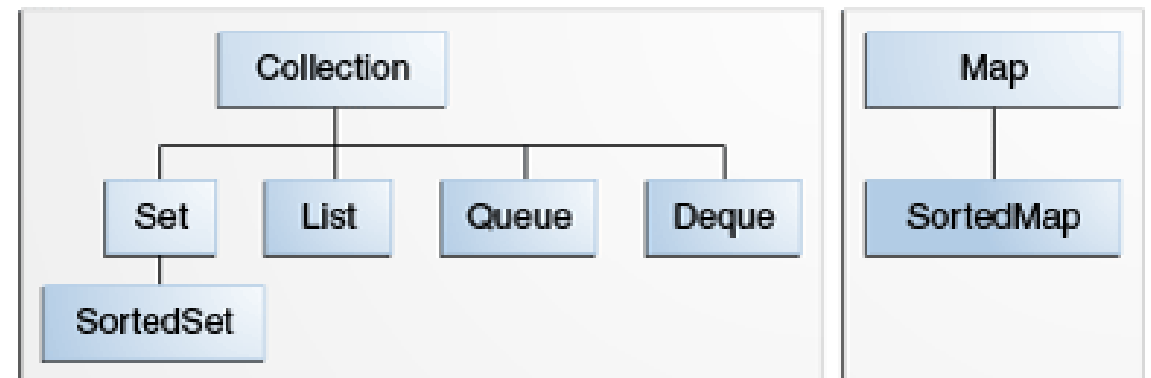 Collection
Map
Set
List
Queue
Deque
SortedMap
SortedSet